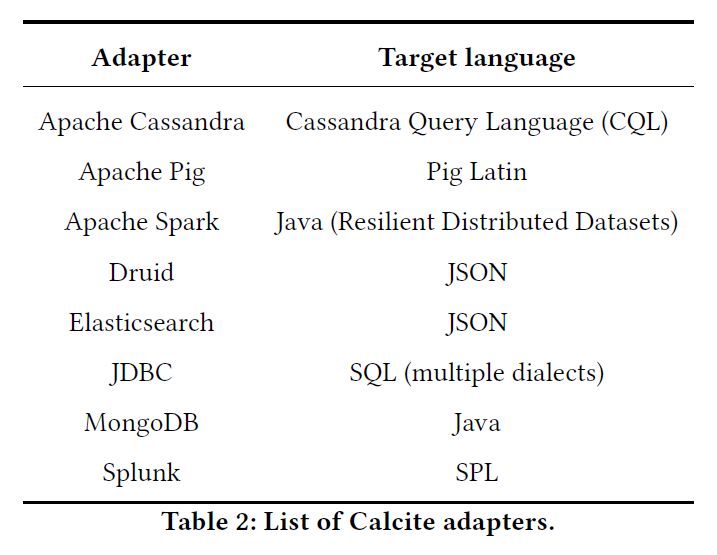 Adapter Target language
Apache Cassandra Cassandra Query Language (CQL)
Apache Pig Pig Latin
Apache Spark Java (Resilient Distributed Datasets)
Druid JSON
Elasticsearch JSON
JDBC SQL (multiple dialects)
MongoDB Java
Splunk SPL
Table 2: List of Calcite adapters.